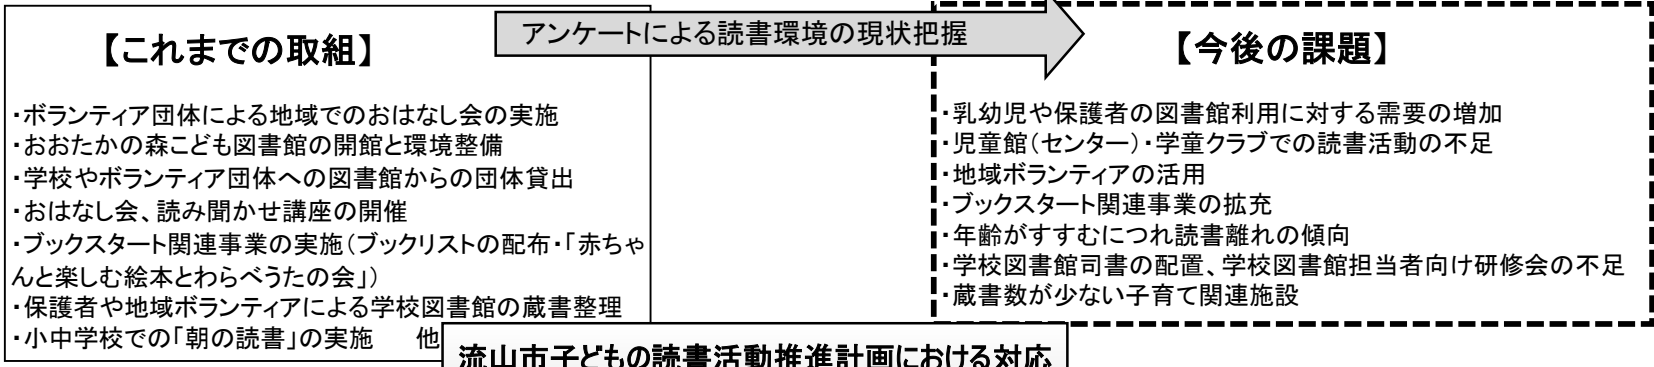 【これまでの取組】
・ボランティア団体による地域でのおはなし会の実施
・おおたかの森こども図書館の開館と環境整備
・学校やボランティア団体への図書館からの団体貸出
・おはなし会、読み聞かせ講座の開催
・ブックスタート関連事業の実施(ブックリストの配布・「赤ちゃ
んと楽しむ絵本とわらべうたの会」)
・保護者や地域ボランティアによる学校図書館の蔵書整理
・小中学校での「朝の読書」の実施　他
アンケートによる読書環境の現状把握
【今後の課題】
・乳幼児や保護者の図書館利用に対する需要の増加
・児童館(センター)・学童クラブでの読書活動の不足
・地域ボランティアの活用
・ブックスタート関連事業の拡充
・年齢がすすむにつれ読書離れの傾向
・学校図書館司書の配置、学校図書館担当者向け研修会の不足
・蔵書数が少ない子育て関連施設
流山市子どもの読書活動推進計画における対応